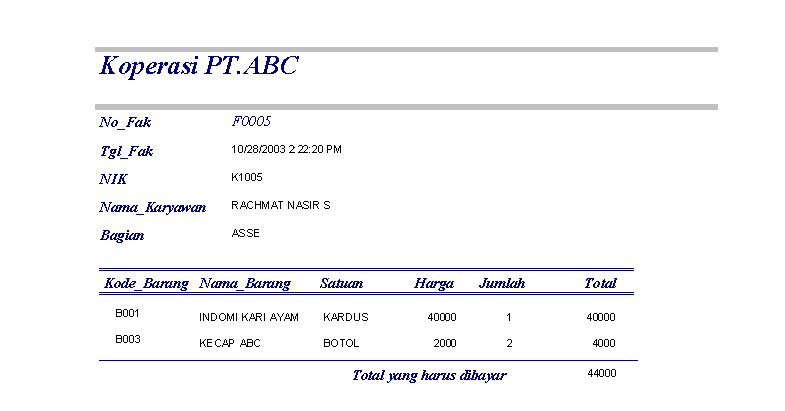 Koperasi PT.ABC
No_Fak F0005
Tgl_Fak 10/28/2003 2 22:20 PM
NIK K1005
Nama_Karyawan RACHMAT NASIR S
Bagian ASSE
Kode_Barang Nama_Barang Satuan Harga Jumlah Total
B001 INDOMI KARI AYAM KARDUS 40000 1 40000
B003 KECAP ABC BOTOL 2000 2 4000
Total yang harus dibayar 44000